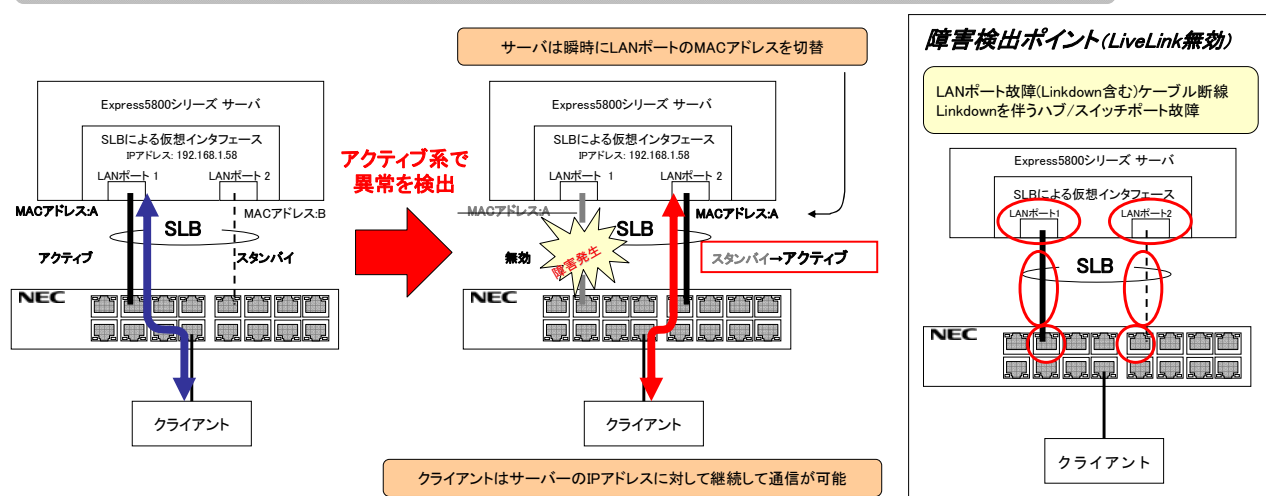 サーバは瞬時にLANポートのMACアドレスを切替
Express5800シリーズ サーバ
SLBによる仮想インタフェース
IPアドレス: 192.168.1.58
LANポート 1
LANポート 2
MACアドレス:A
MACアドレス:B
SLB
アクティブ
スタンバイ
NEC
クライアント
アクティブ系で
異常を検出
Express5800シリーズ サーバ
SLBによる仮想インタフェース
IPアドレス: 192.168.1.58
LANポート 1
LANポート 2
MACアドレス:A
MACアドレス:A
SLB
無効
障害発生
スタンバイ→アクティブ
NEC
クライアント
クライアントはサーバーのIPアドレスに対して継続して通信が可能
障害検出ポイント(LiveLink無効)
LANポート故障(Linkdown含む)ケーブル断線
Linkdownを伴うハブ/スイッチポート故障
Express5800シリーズ サーバ
SLBによる仮想インタフェース
LANポート1
LANポート2
SLB
NEC
クライアント